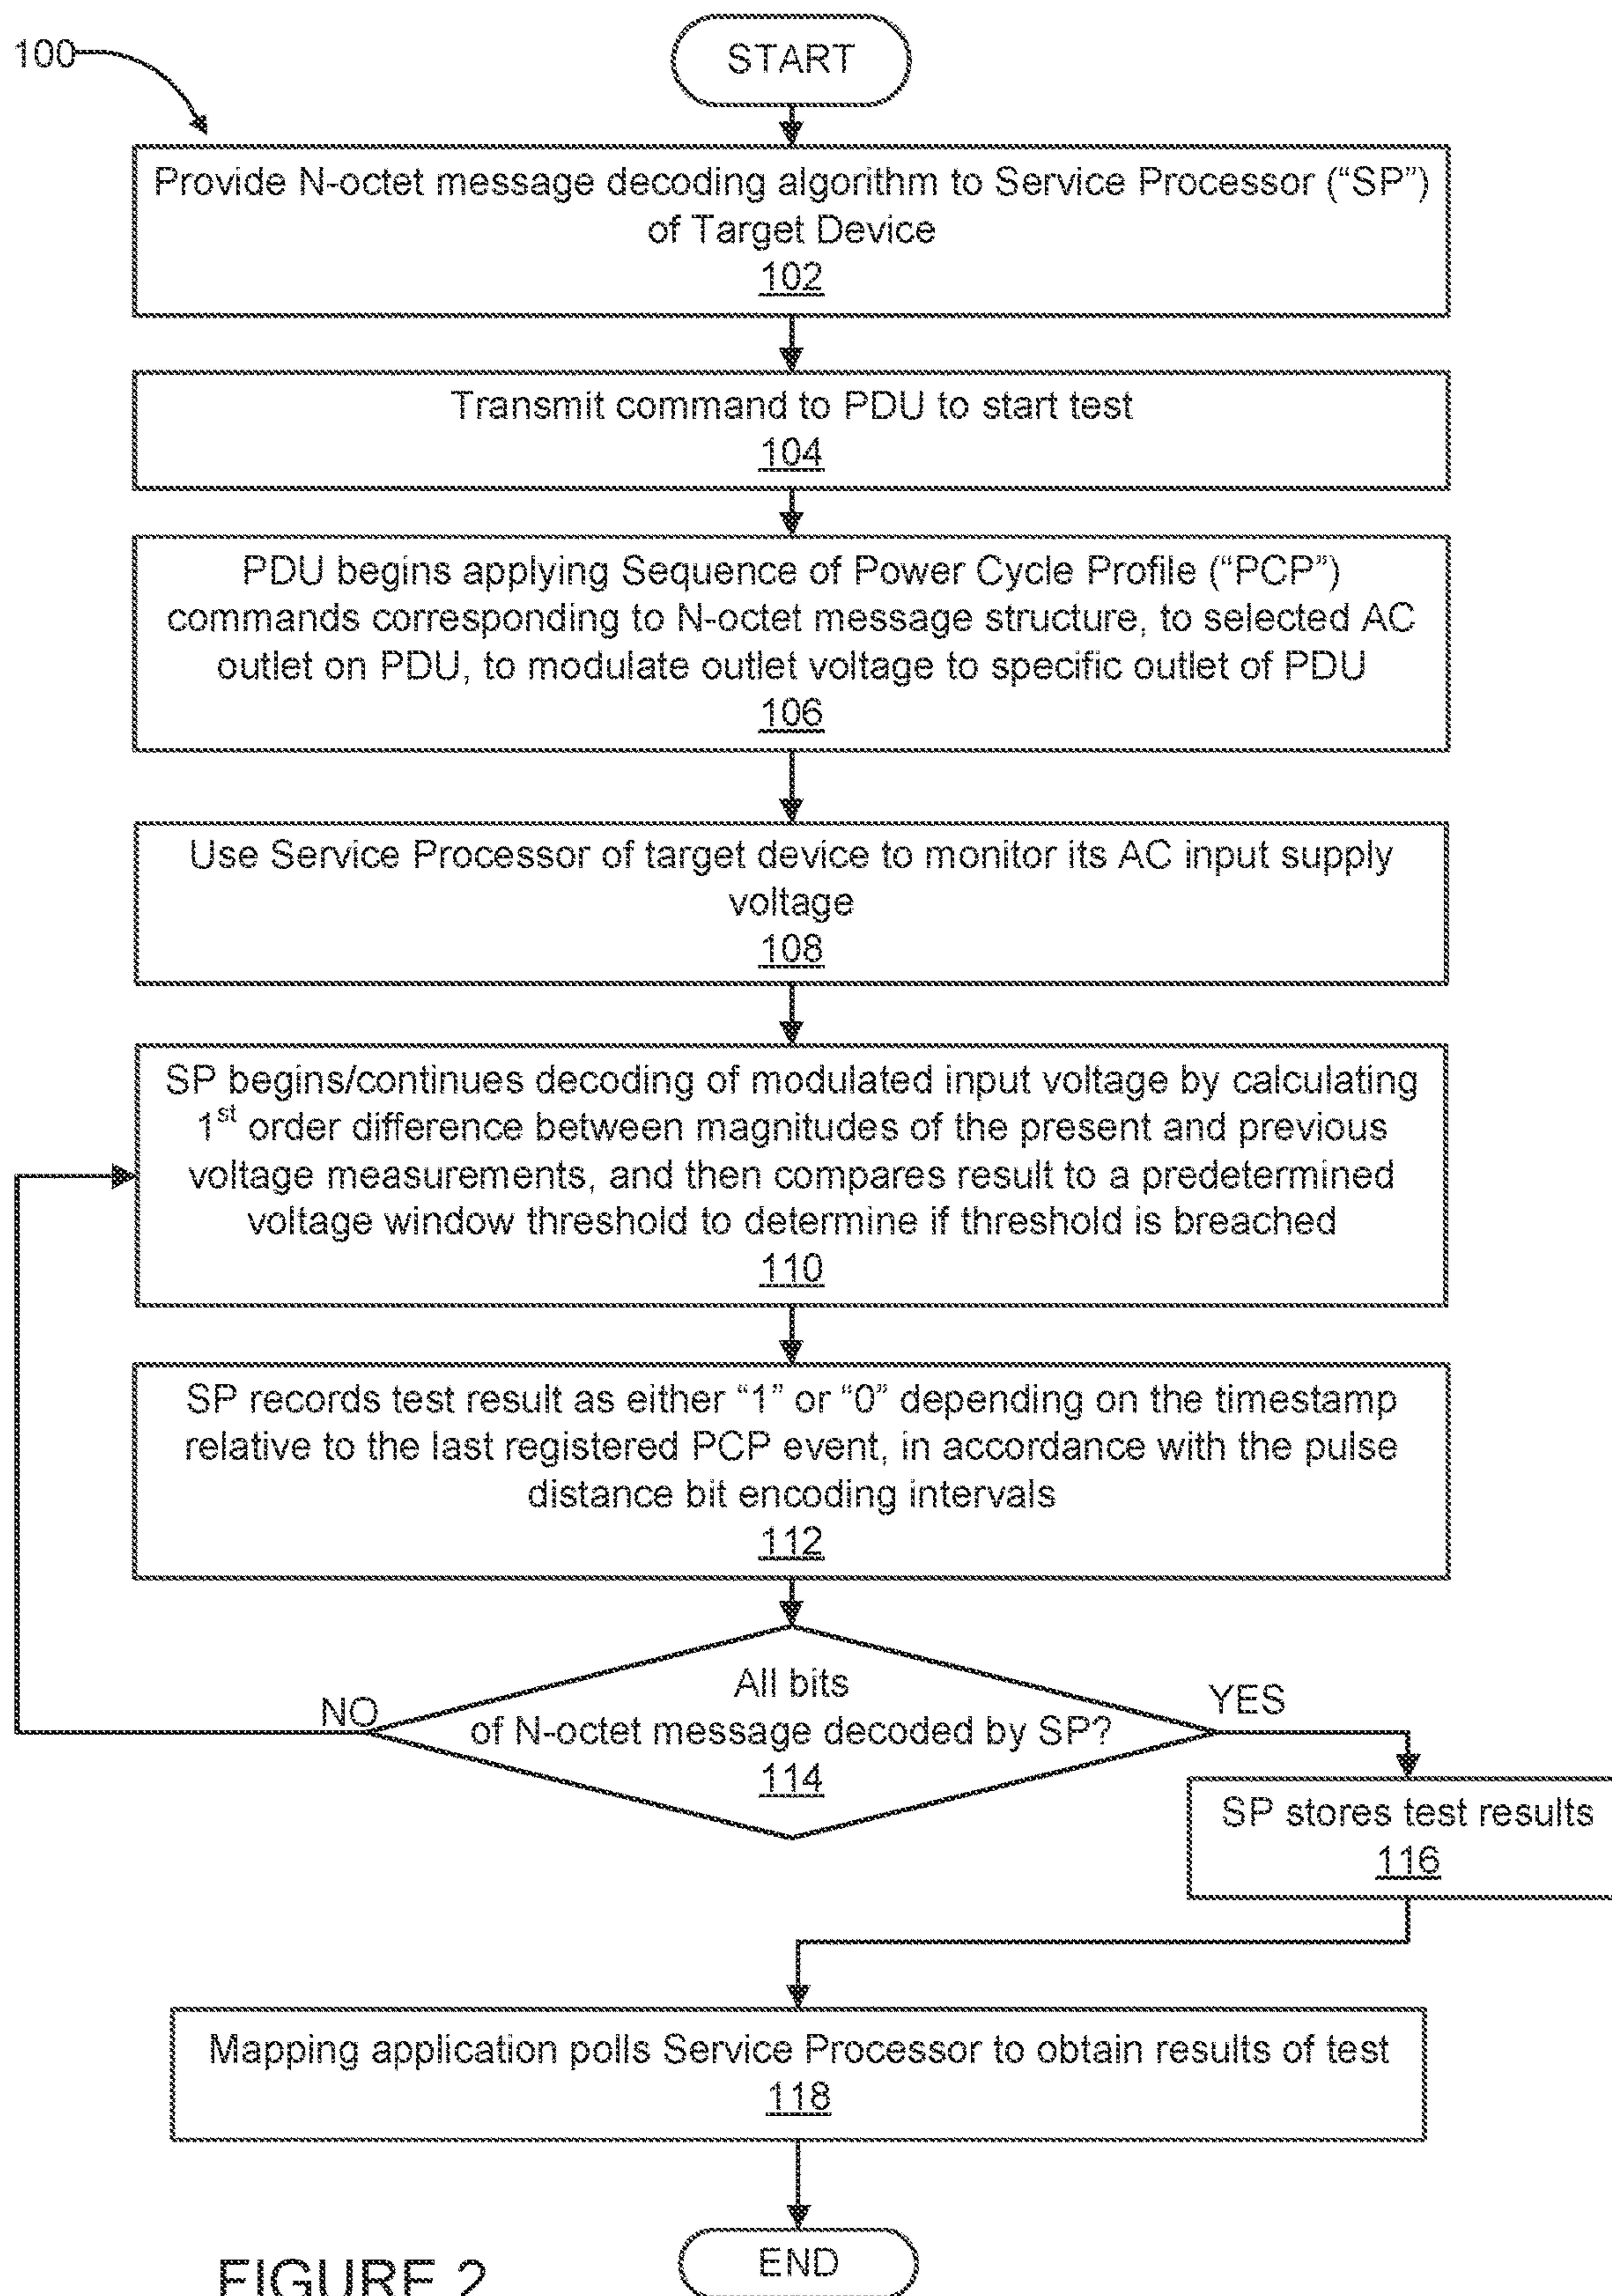 100
START
Provide N-octet message decoding algorithm to Service Processor (“SP”)
of Target Device
102
Transmit command to PDU to start test
104
PDU begins applying Sequence of Power Cycle Profile (“PCP”)
commands corresponding to N-octet message structure, to selected AC
outlet on PDU, to modulate outlet voltage to specific outlet of PDU
106
Use Service Processor of target device to monitor its AC input supply
voltage
108
SP begins/continues decoding of modulated input voltage by calculating
1st order difference between magnitudes of the present and previous
voltage measurements, and then compares result to a predetermined
voltage window threshold to determine if threshold is breached
110
SP records test result as either “1” or “0” depending on the timestamp
relative to the last registered PCP event, in accordance with the pulse
distance bit encoding intervals
112
All bits
of N-octet message decoded by SP?
114
NO
YES
SP stores test results
116
Mapping application polls Service Processor to obtain results of test
118
END
FIGURE 2